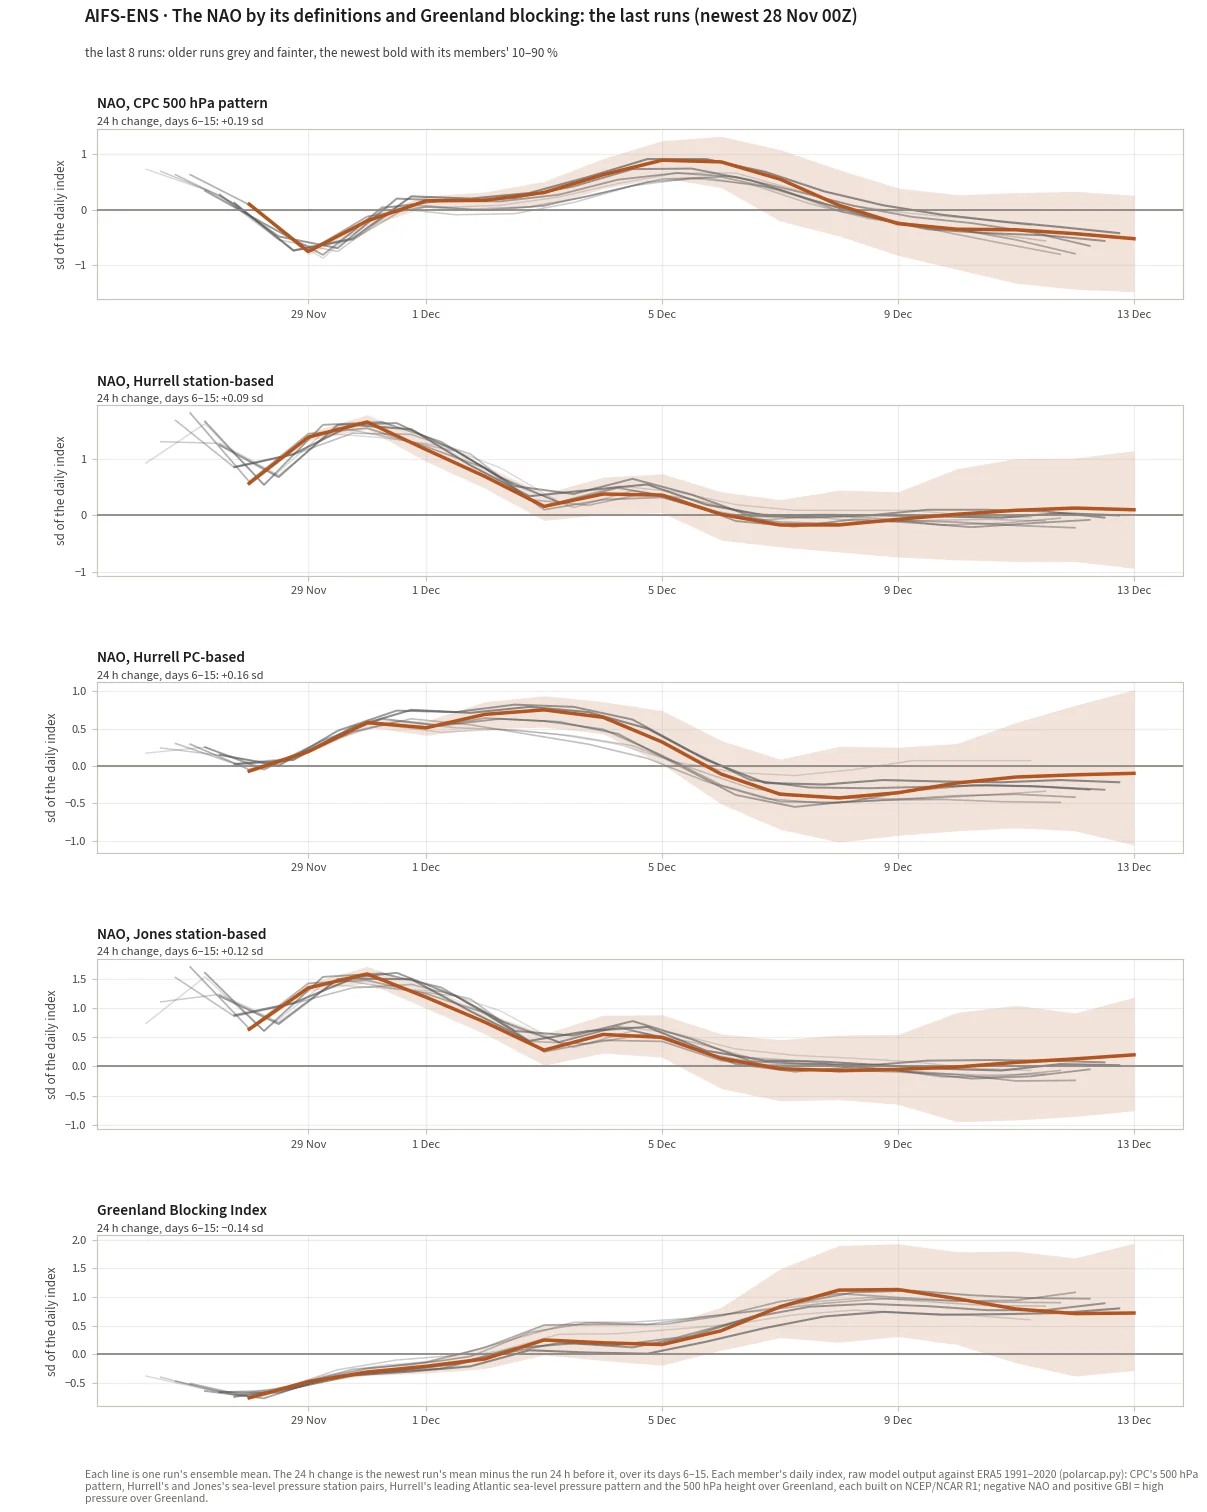 AIFS-ENS · The NAO by its definitions and Greenland blocking: the last runs (newest 28 Nov 00Z)
the last 8 runs: older runs grey and fainter, the newest bold with its members' 10–90 %
NAO, CPC 500 hPa pattern
24 h change, days 6–15: +0.19 sd
sd of the daily index
1
0
−1
29 Nov
1 Dec
5 Dec
9 Dec
13 Dec
NAO, Hurrell station-based
24 h change, days 6–15: +0.09 sd
sd of the daily index
1
0
−1
29 Nov
1 Dec
5 Dec
9 Dec
13 Dec
NAO, Hurrell PC-based
24 h change, days 6–15: +0.16 sd
sd of the daily index
1.0
0.5
0.0
−0.5
−1.0
29 Nov
1 Dec
5 Dec
9 Dec
13 Dec
NAO, Jones station-based
24 h change, days 6–15: +0.12 sd
sd of the daily index
1.5
1.0
0.5
0.0
−0.5
−1.0
29 Nov
1 Dec
5 Dec
9 Dec
13 Dec
Greenland Blocking Index
24 h change, days 6–15: −0.14 sd
sd of the daily index
2.0
1.5
1.0
0.5
0.0
−0.5
29 Nov
1 Dec
5 Dec
9 Dec
13 Dec
Each line is one run's ensemble mean. The 24 h change is the newest run's mean minus the run 24 h before it, over its days 6–15. Each member's daily index, raw model output against ERA5 1991–2020 (polarcap.py): CPC's 500 hPa
pattern, Hurrell's and Jones's sea-level pressure station pairs, Hurrell's leading Atlantic sea-level pressure pattern and the 500 hPa height over Greenland, each built on NCEP/NCAR R1; negative NAO and positive GBI = high
pressure over Greenland.